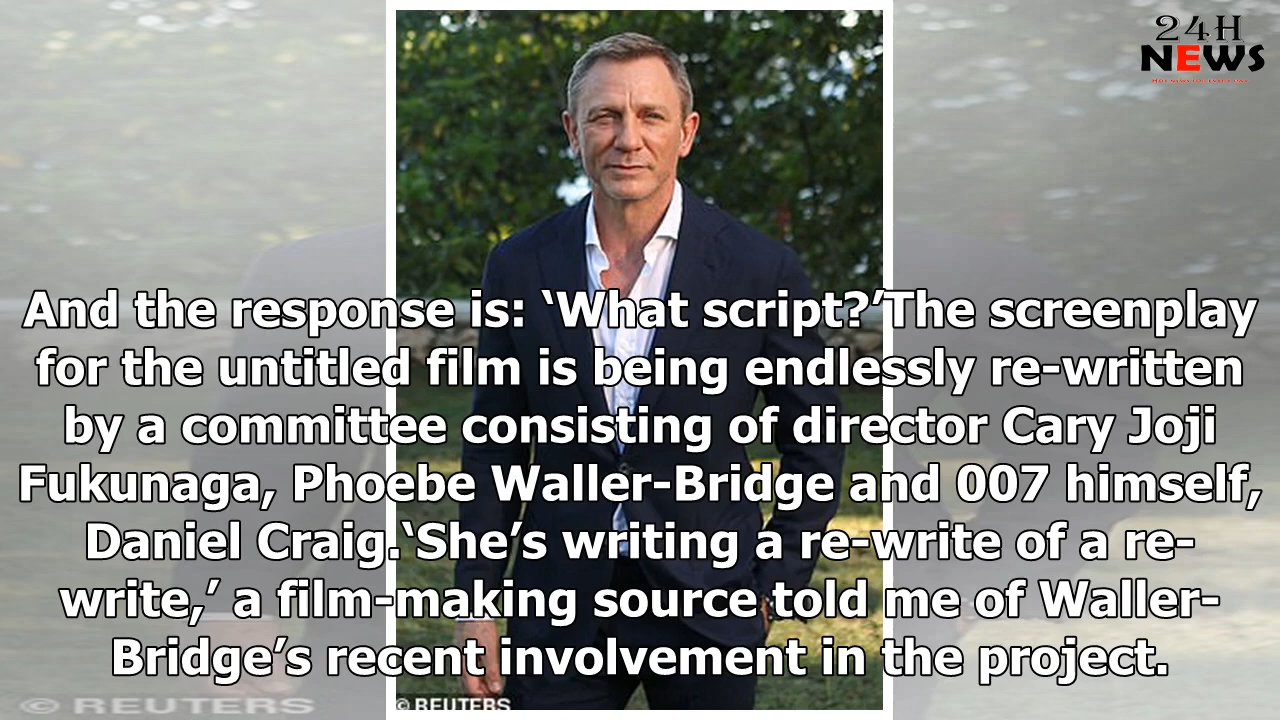 24H
NEWS
And the response is: ‘What script?’The screenplay
for the untitled film is being endlessly re-written
by a committee consisting of director Cary Joji
Fukunaga, Phoebe Waller-Bridge and 007 himself,
Daniel Craig.‘She’s writing a re-write of a re-
write,’ a film-making source told me of Waller-
Bridge’s recent involvement in the project.
© REUTERS
© REUTERS